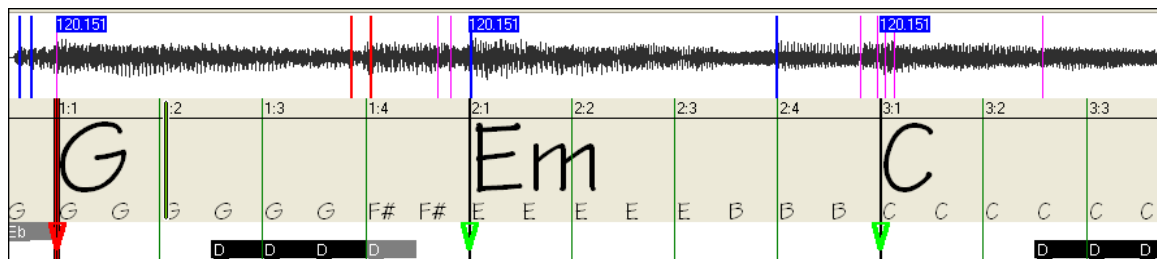 120.151 120.151 120.151
1:1 1:2 1:3 1:4 2:1 2:2 2:3 2:4 3:1 3:2 3:3
G Em C
G G G G G G G F# F# E E E E E B B B C C C C C C
Eb
D D D D D D D